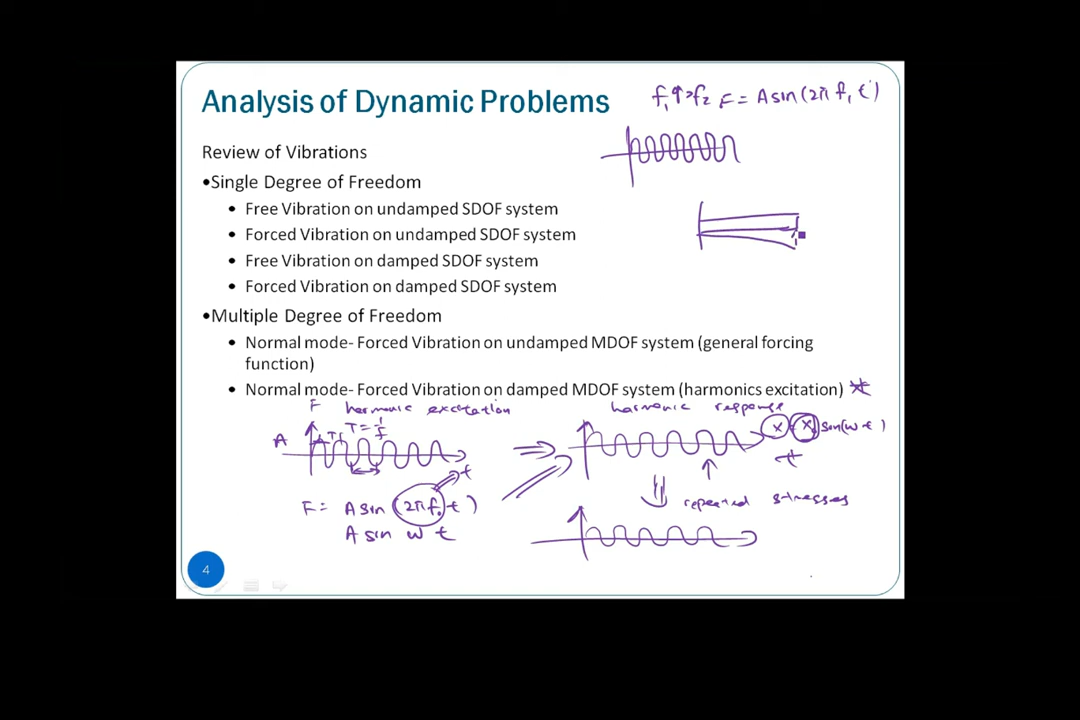 Analysis of Dynamic Problems
f₁↑>f₂ F = A sin(2π f₁ t)
Review of Vibrations
•Single Degree of Freedom
• Free Vibration on undamped SDOF system
• Forced Vibration on undamped SDOF system
• Free Vibration on damped SDOF system
• Forced Vibration on damped SDOF system
•Multiple Degree of Freedom
• Normal mode- Forced Vibration on undamped MDOF system (general forcing
function)
• Normal mode- Forced Vibration on damped MDOF system (harmonics excitation)
F harmonic excitation
harmonic response
T = 1/f
A
t
sin(wt)
F = A sin (2π f₁ t)
A sin w t
repeated stresses
4